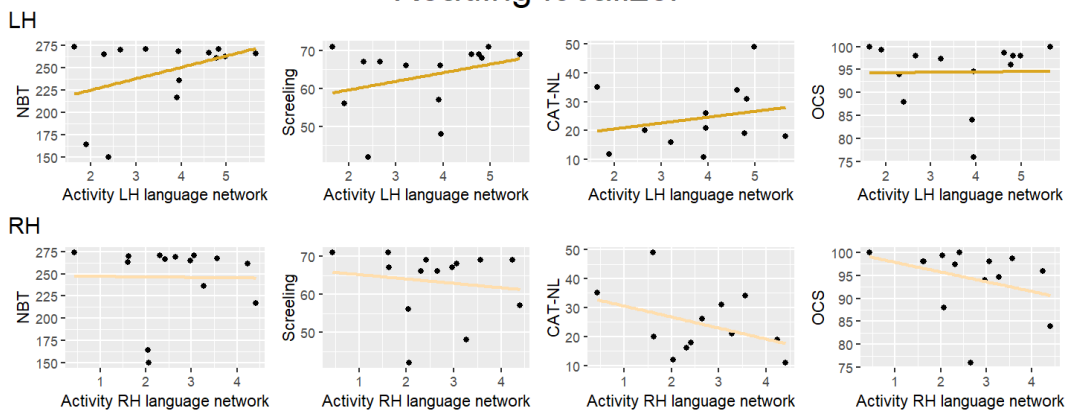 Reading localizer
LH
275
250
225
200
175
150
NBT
2 3 4 5
Activity LH language network
70
60
50
Screeling
2 3 4 5
Activity LH language network
50
40
30
20
10
CAT-NL
2 3 4 5
Activity LH language network
100
95
90
85
80
75
OCS
2 3 4 5
Activity LH language network
RH
275
250
225
200
175
150
NBT
1 2 3 4
Activity RH language network
70
60
50
Screeling
1 2 3 4
Activity RH language network
50
40
30
20
10
CAT-NL
1 2 3 4
Activity RH language network
100
95
90
85
80
75
OCS
1 2 3 4
Activity RH language network